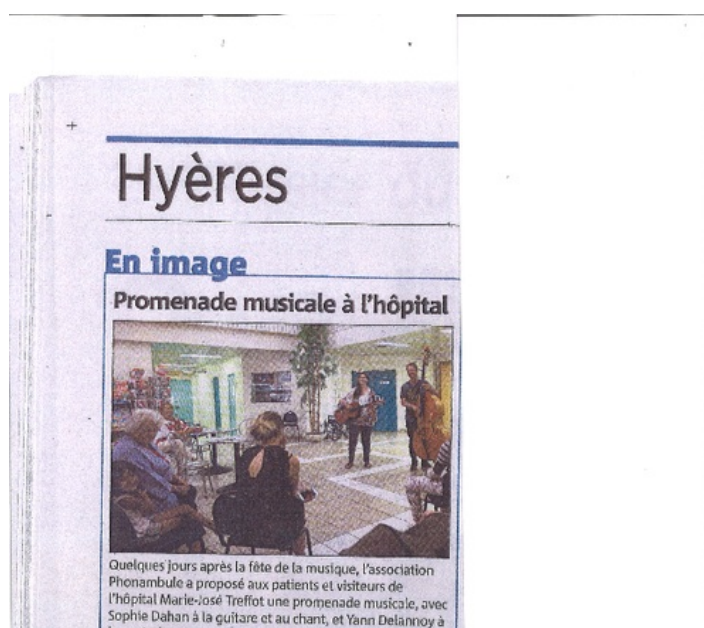 Hyères
En image
Promenade musicale à l'hôpital
Quelques jours après la fête de la musique, l'association
Phonambule a proposé aux patients et visiteurs de
l'hôpital Marie-José Treffot une promenade musicale, avec
Sophie Dahan à la guitare et au chant, et Yann Delannoy à